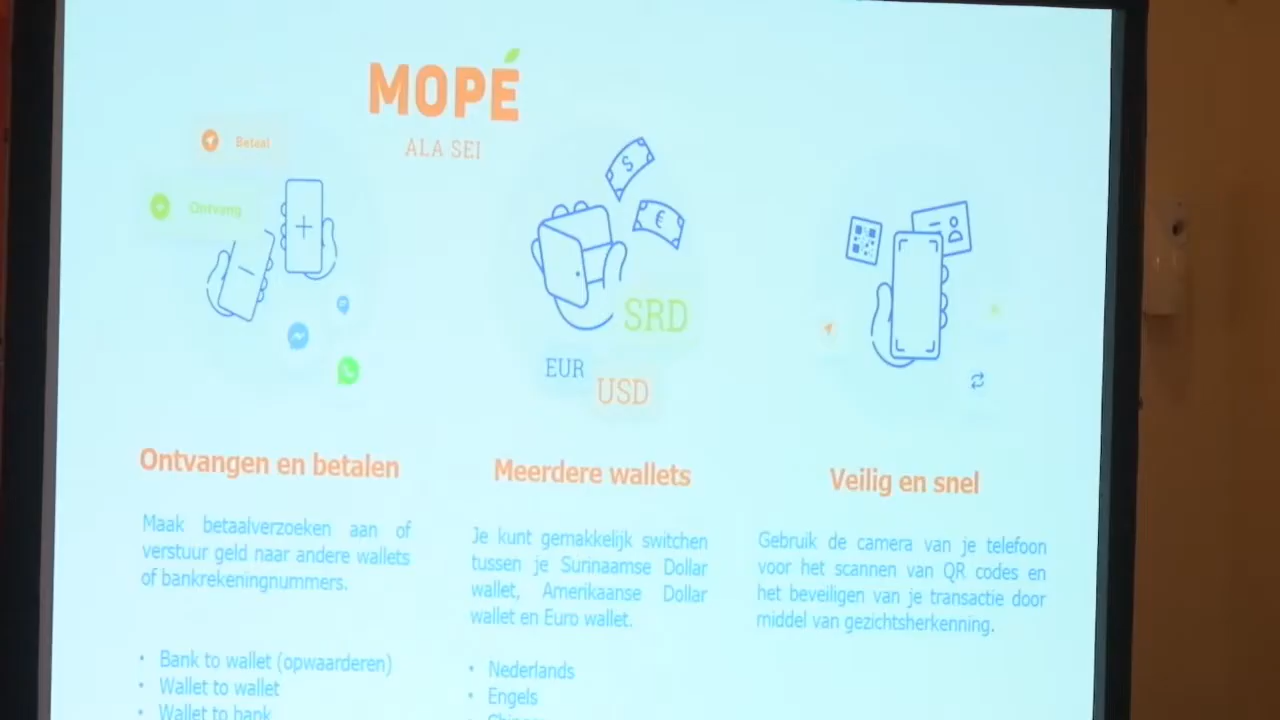 MOPÉ
ALA SEI
Betaal
Ontvang
$
€
SRD
EUR
USD
Ontvangen en betalen
Maak betaalverzoeken aan of
verstuur geld naar andere wallets
of bankrekeningnummers.
• Bank to wallet (opwaarderen)
• Wallet to wallet
• Wallet to bank
Meerdere wallets
Je kunt gemakkelijk switchen
tussen je Surinaamse Dollar
wallet, Amerikaanse Dollar
wallet en Euro wallet.
• Nederlands
• Engels
Veilig en snel
Gebruik de camera van je telefoon
voor het scannen van QR codes en
het beveiligen van je transactie door
middel van gezichtsherkenning.